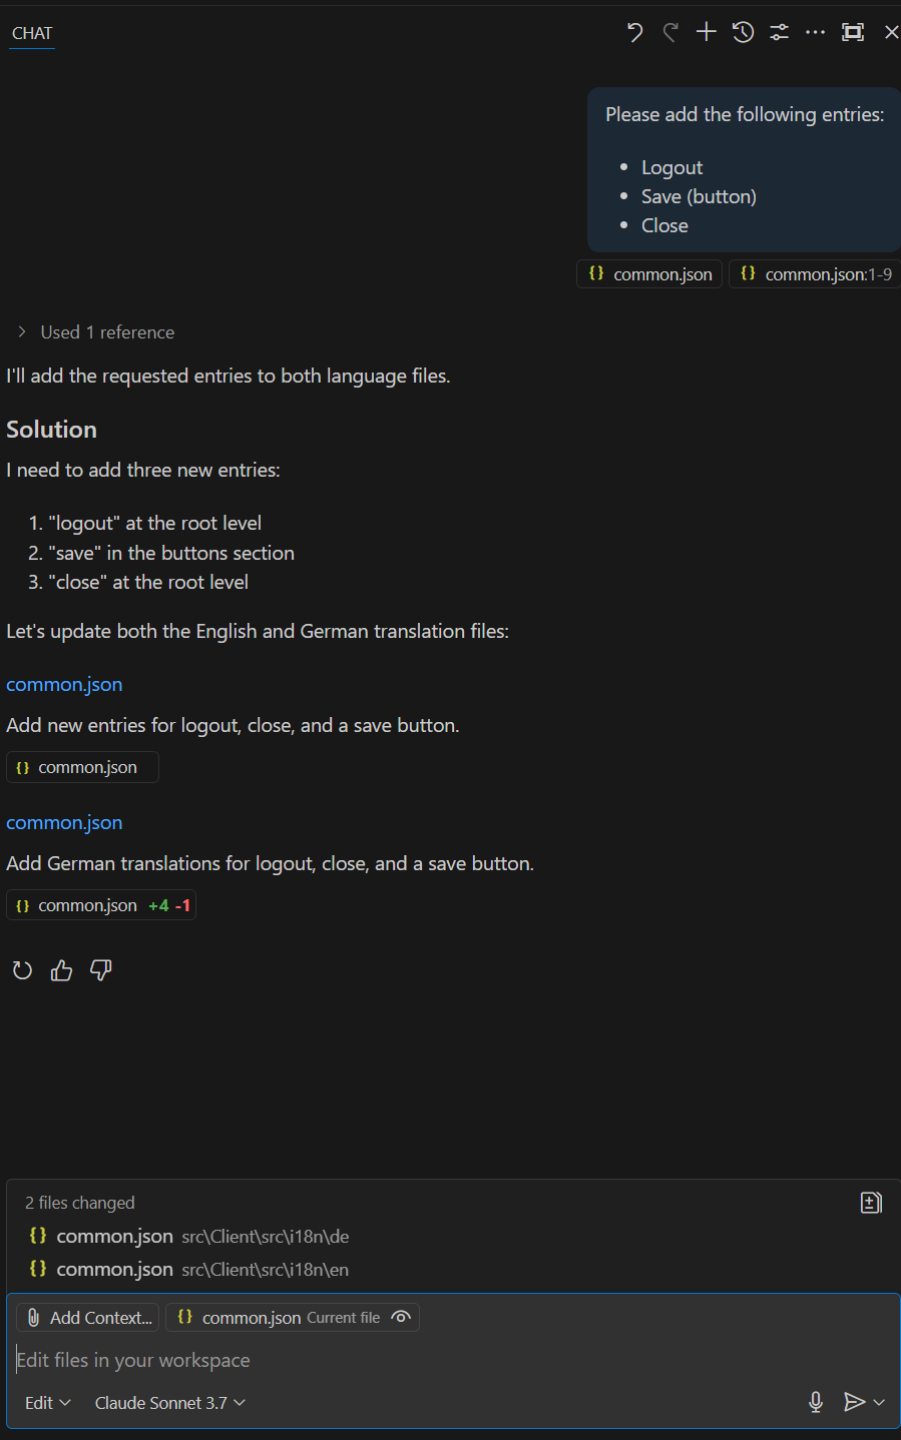 CHAT
Please add the following entries:
• Logout
• Save (button)
• Close
{} common.json {} common.json:1-9
Used 1 reference
I'll add the requested entries to both language files.
Solution
I need to add three new entries:
1. "logout" at the root level
2. "save" in the buttons section
3. "close" at the root level
Let's update both the English and German translation files:
common.json
Add new entries for logout, close, and a save button.
{} common.json
common.json
Add German translations for logout, close, and a save button.
{} common.json +4 -1
2 files changed
{} common.json src\Client\src\i18n\de
{} common.json src\Client\src\i18n\en
Add Context... {} common.json Current file
Edit files in your workspace
Edit Claude Sonnet 3.7